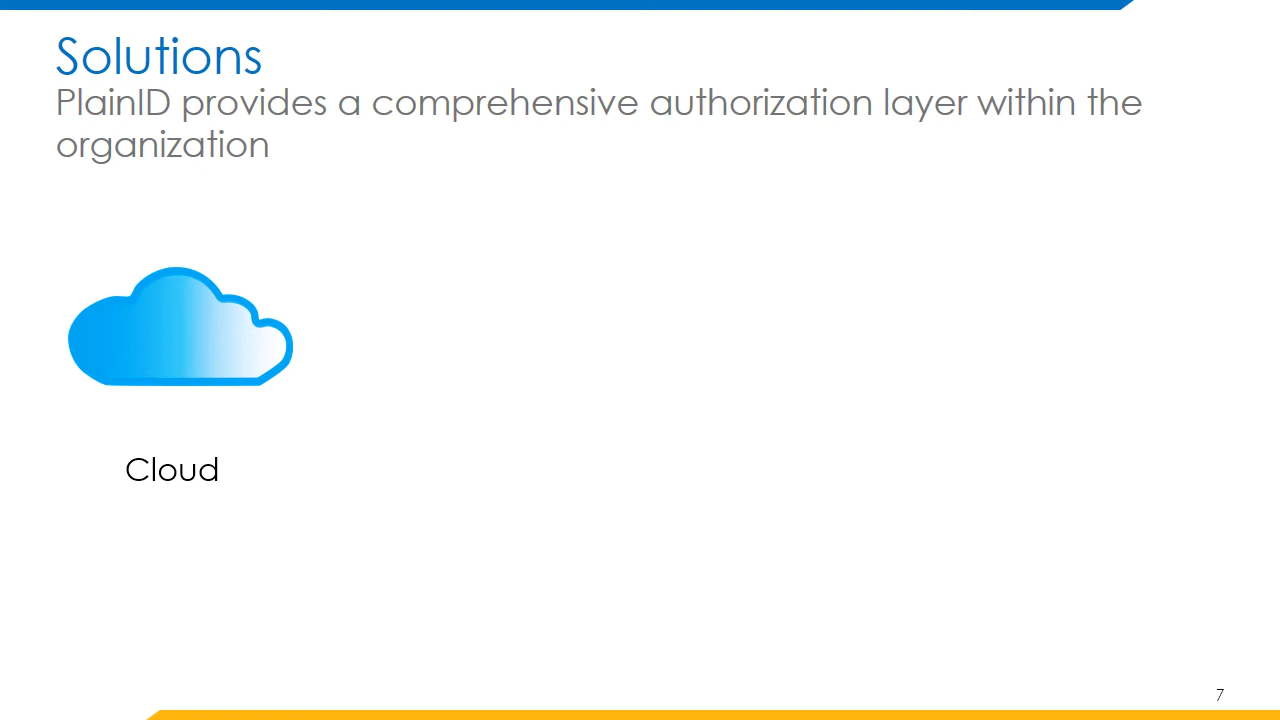 Solutions
PlainID provides a comprehensive authorization layer within the
organization
Cloud
7